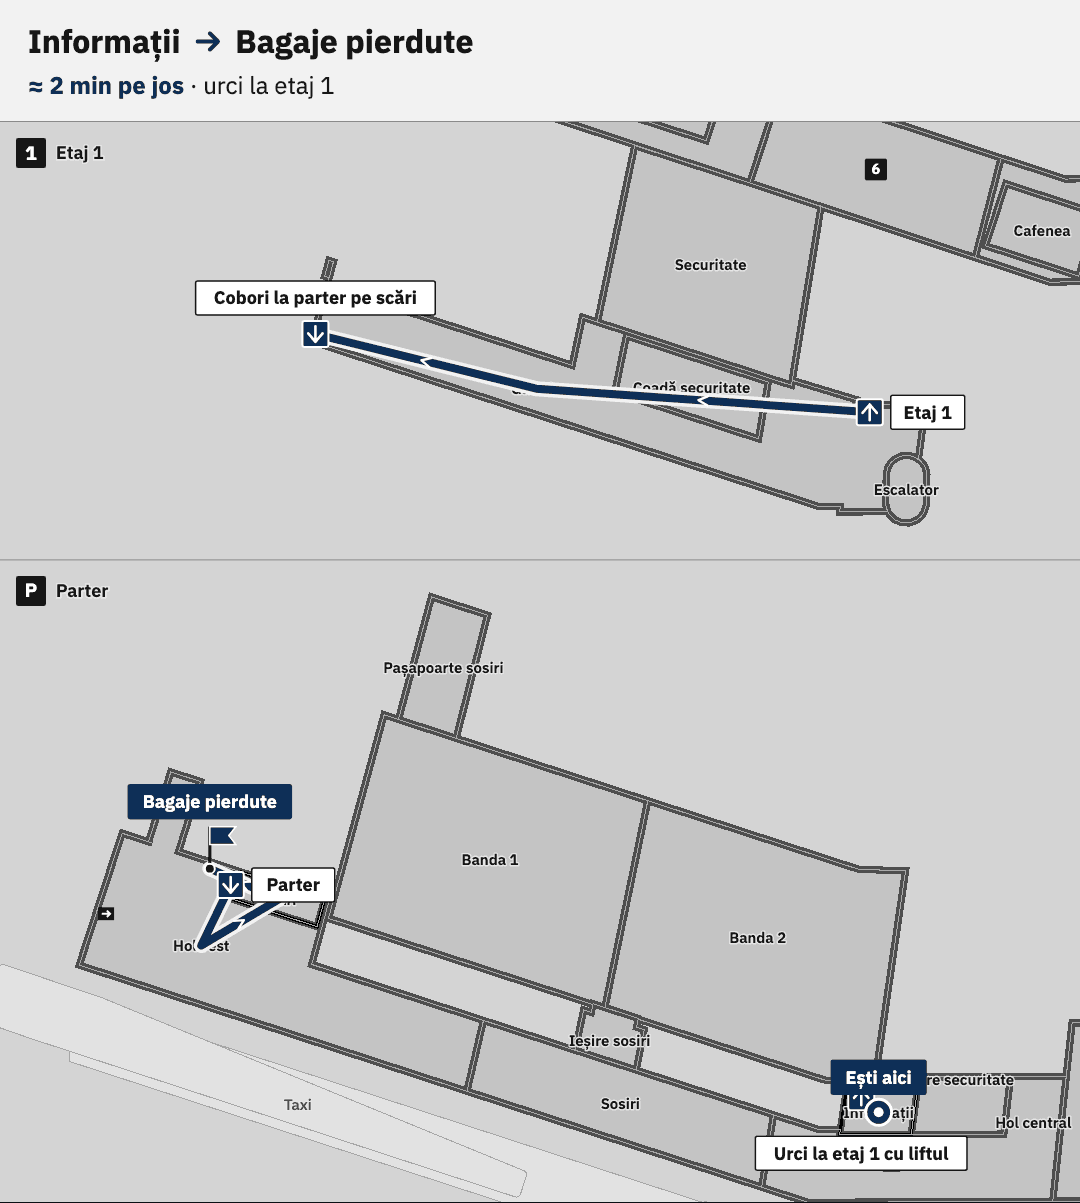 Informații → Bagaje pierdute
≈ 2 min pe jos · urci la etaj 1
1 Etaj 1
6
Cafenea
Securitate
Cobori la parter pe scări
Coadă securitate
Etaj 1
Escalator
P Parter
Pașapoarte sosiri
Bagaje pierdute
Banda 1
Parter
Banda 2
Ieșire sosiri
Ești aici
Sosiri
Taxi
Hol central
Urci la etaj 1 cu liftul